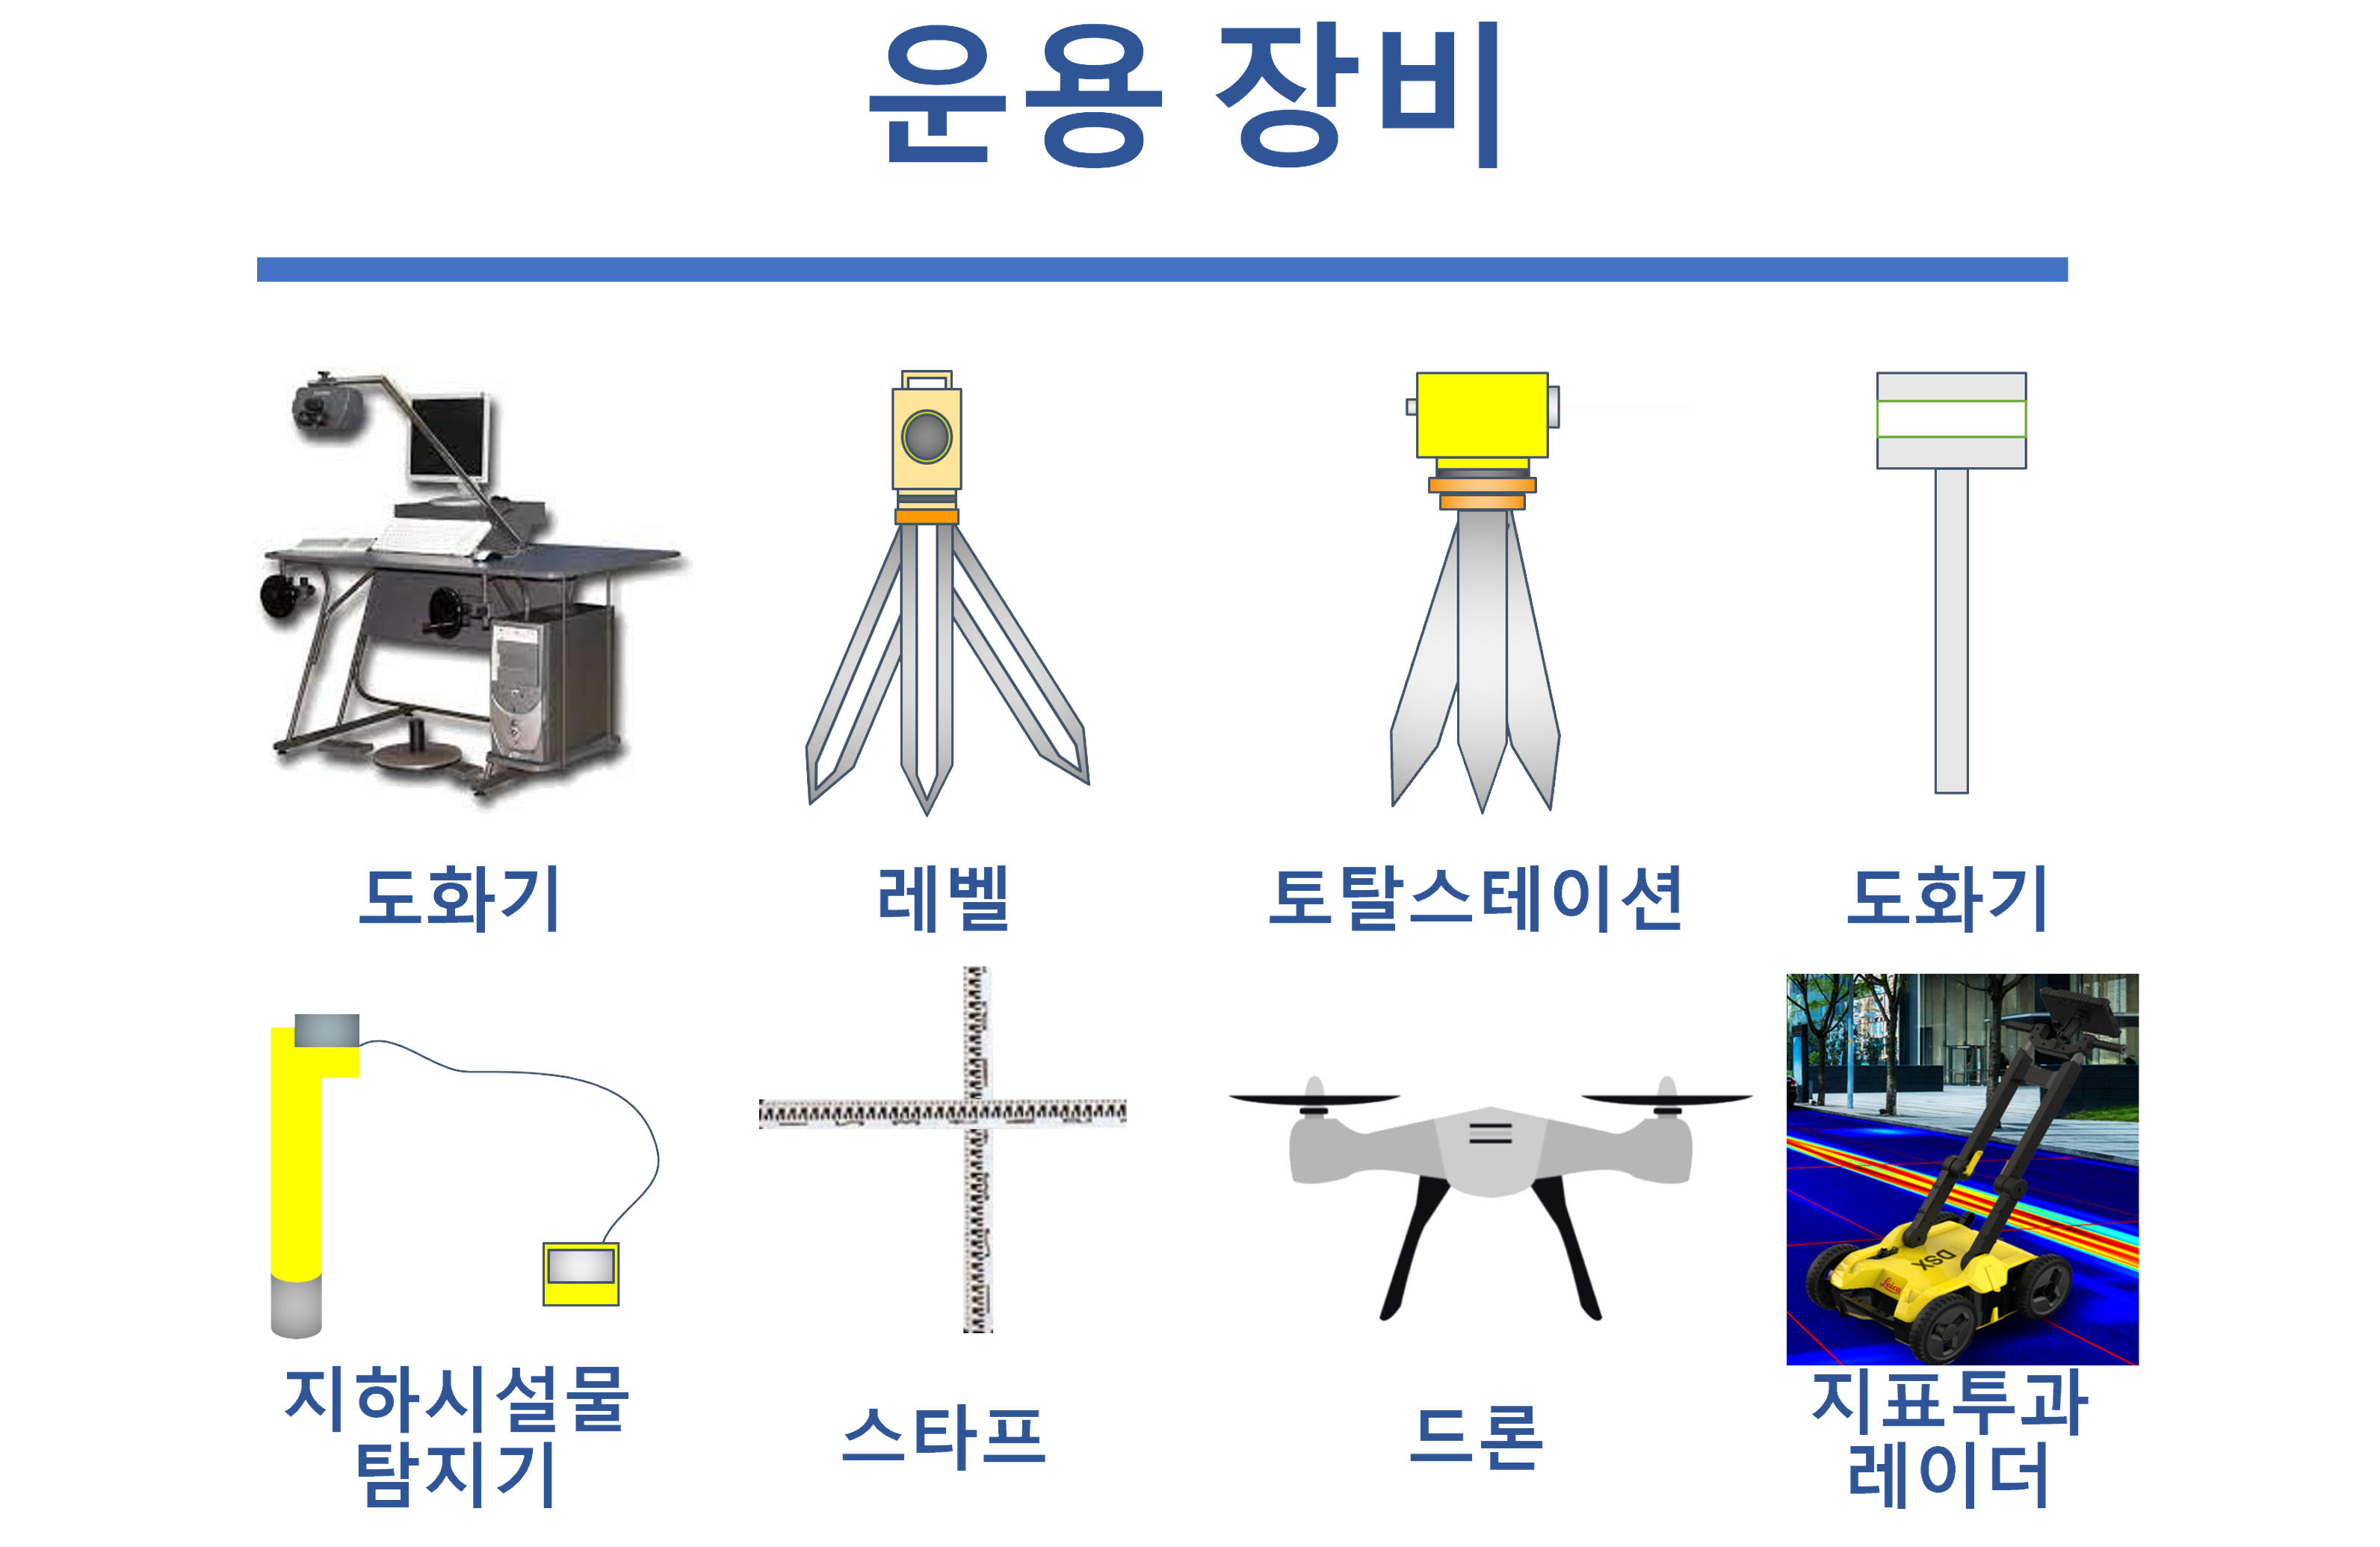 운용 장비
도화기
레벨
토탈스테이션
도화기
지하시설물
탐지기
스타프
드론
지표투과
레이더
DSX
Leica